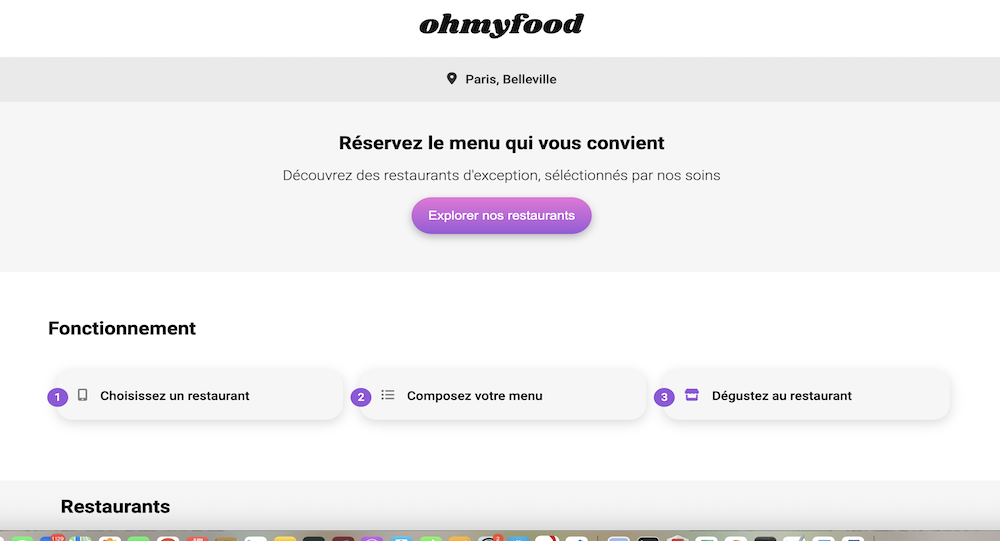 ohmyfood
Paris, Belleville
Réservez le menu qui vous convient
Découvrez des restaurants d'exception, séléctionnés par nos soins
Explorer nos restaurants
Fonctionnement
1 Choisissez un restaurant
2 Composez votre menu
3 Dégustez au restaurant
Restaurants